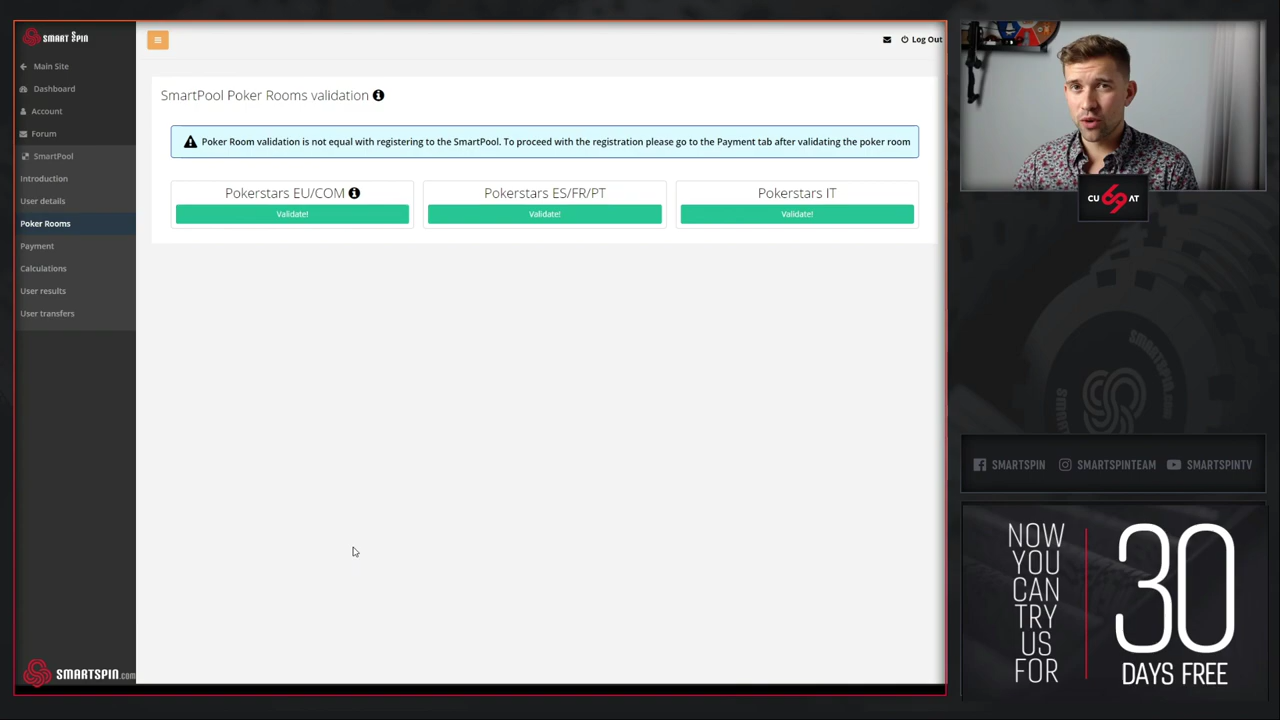 SMART SPIN
Log Out
Main Site
Dashboard
Account
Forum
SmartPool
Introduction
User details
Poker Rooms
Payment
Calculations
User results
User transfers
SmartPool Poker Rooms validation
Poker Room validation is not equal with registering to the SmartPool. To proceed with the registration please go to the Payment tab after validating the poker room
Pokerstars EU/COM
Validate!
Pokerstars ES/FR/PT
Validate!
Pokerstars IT
Validate!
SMARTSPIN.com
CU69AT
SMARTSPIN.com
SMARTSPIN SMARTSPINTEAM SMARTSPINTV
NOW
YOU
CAN
TRY
US
FOR
30
DAYS FREE